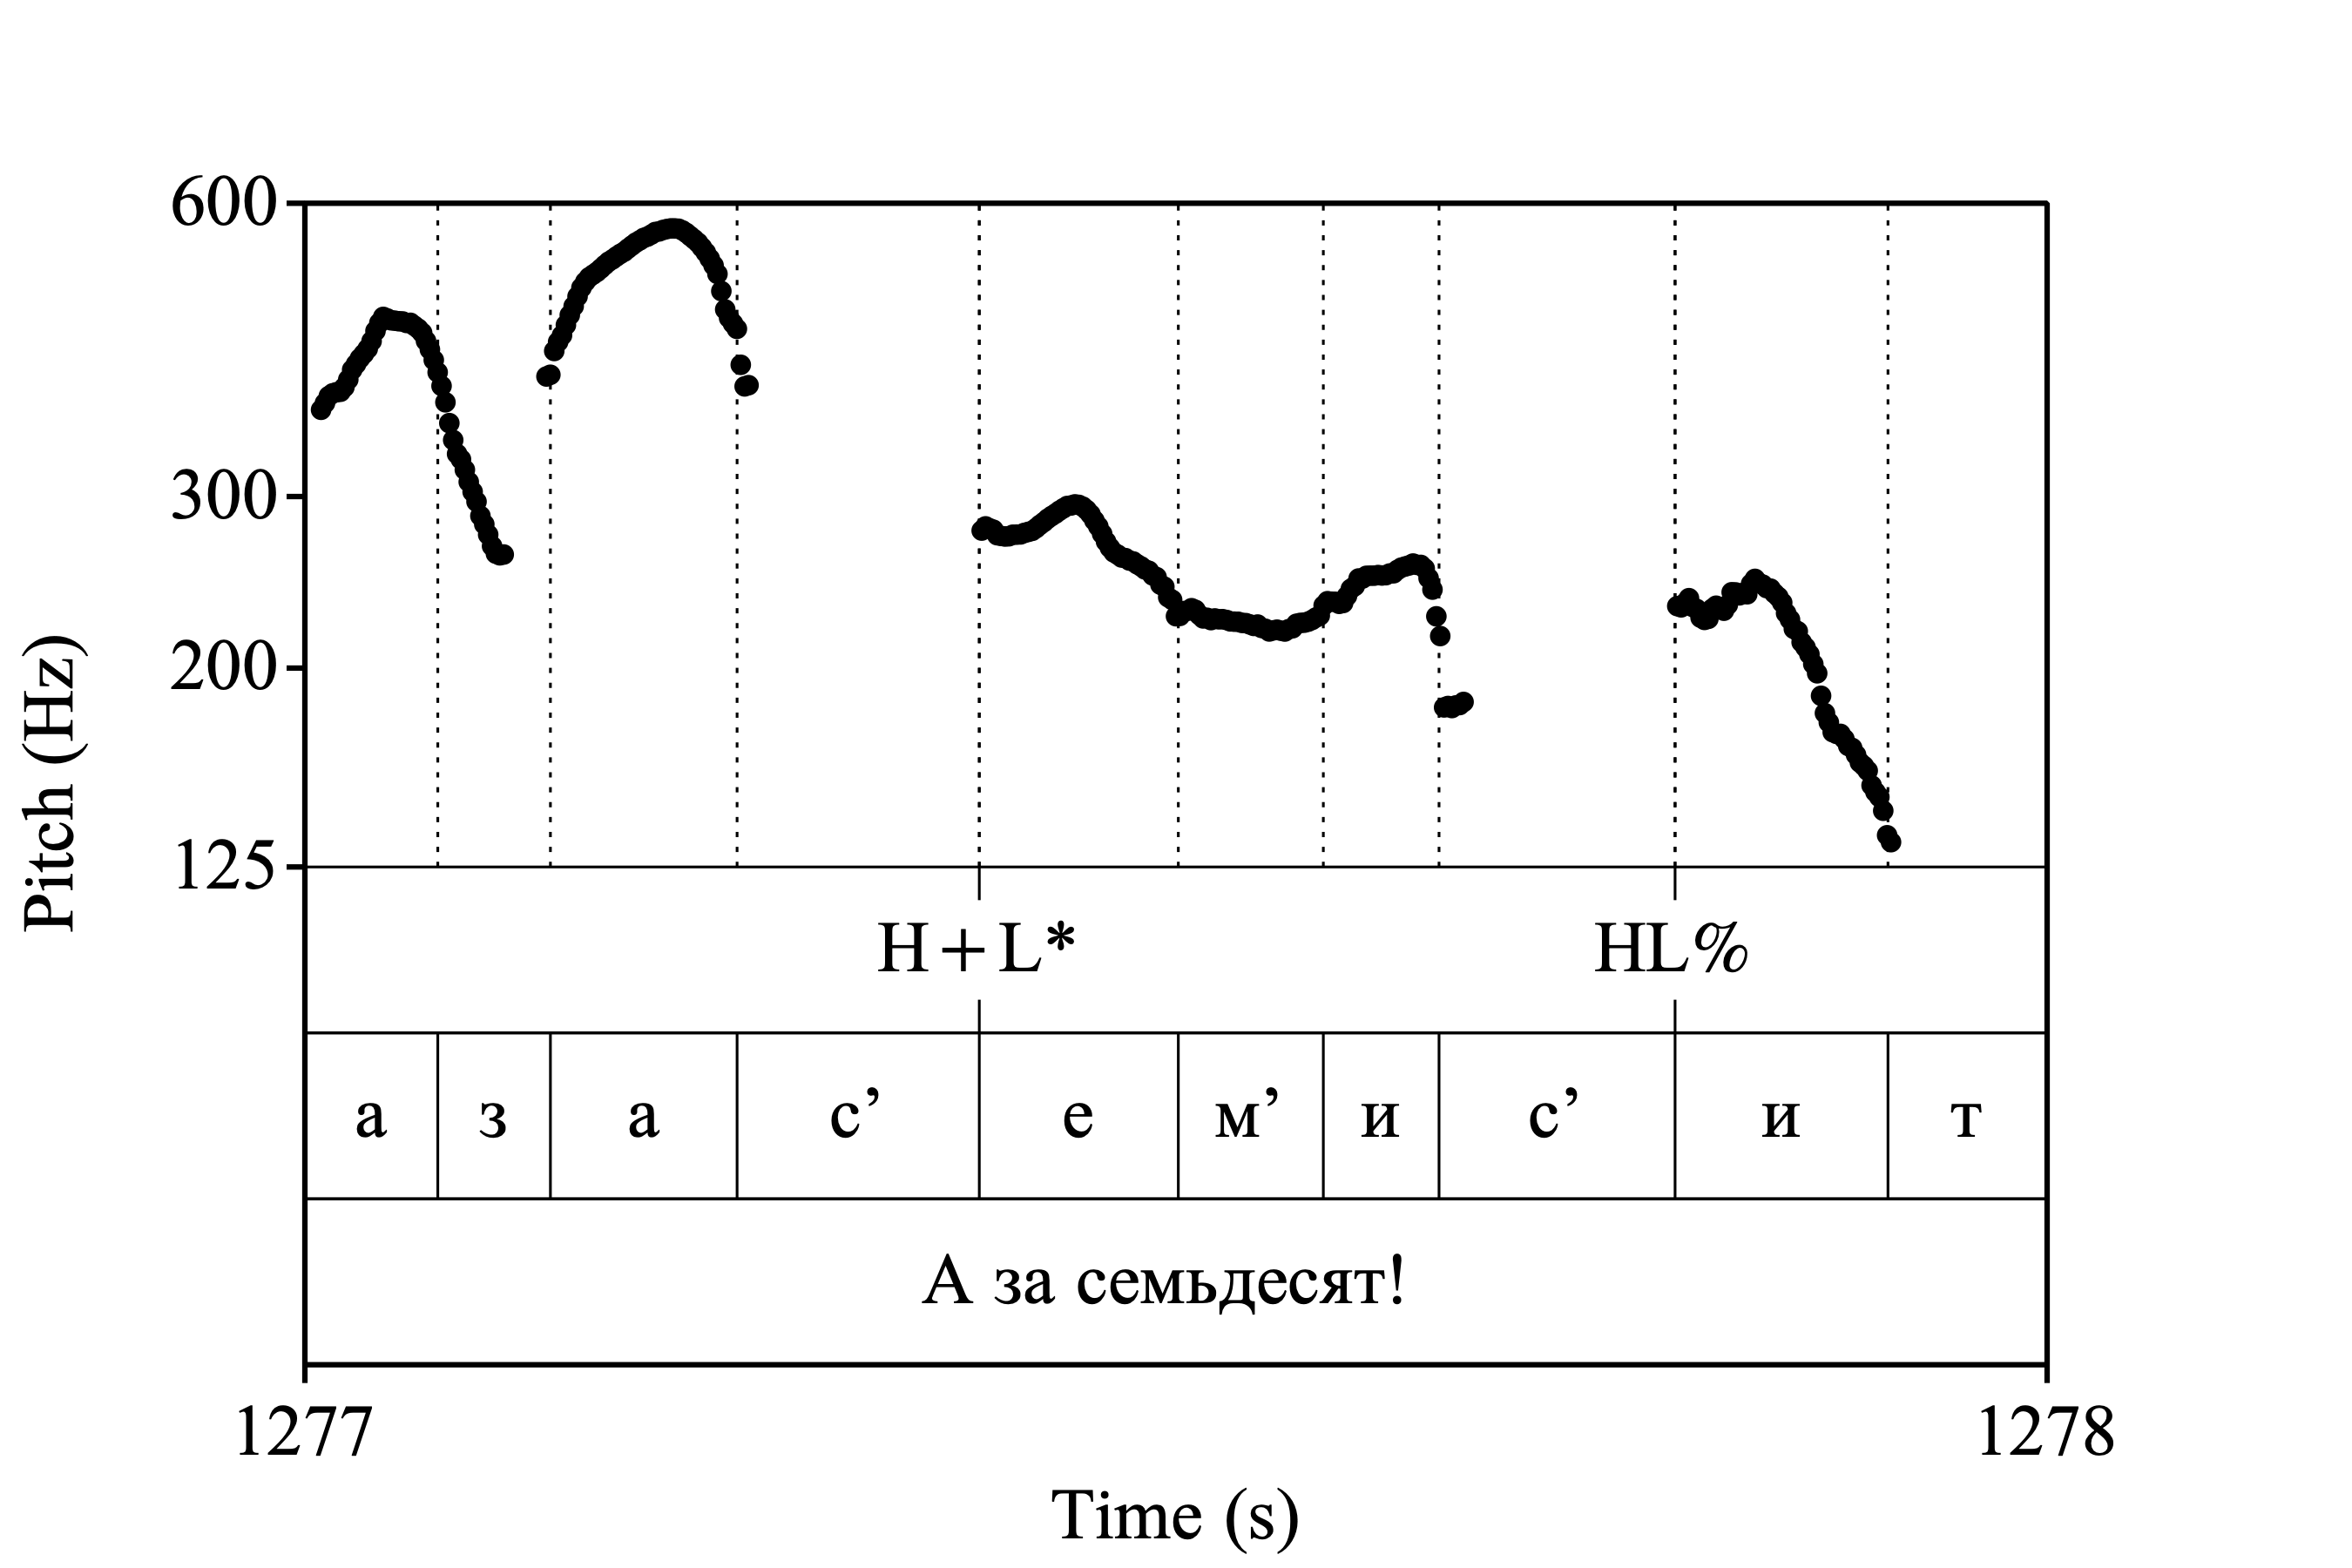 600
300
200
125
Pitch (Hz)
H+L* HL%
а з а с’ е м’ и с’ и т
А за семьдесят!
1277 1278
Time (s)